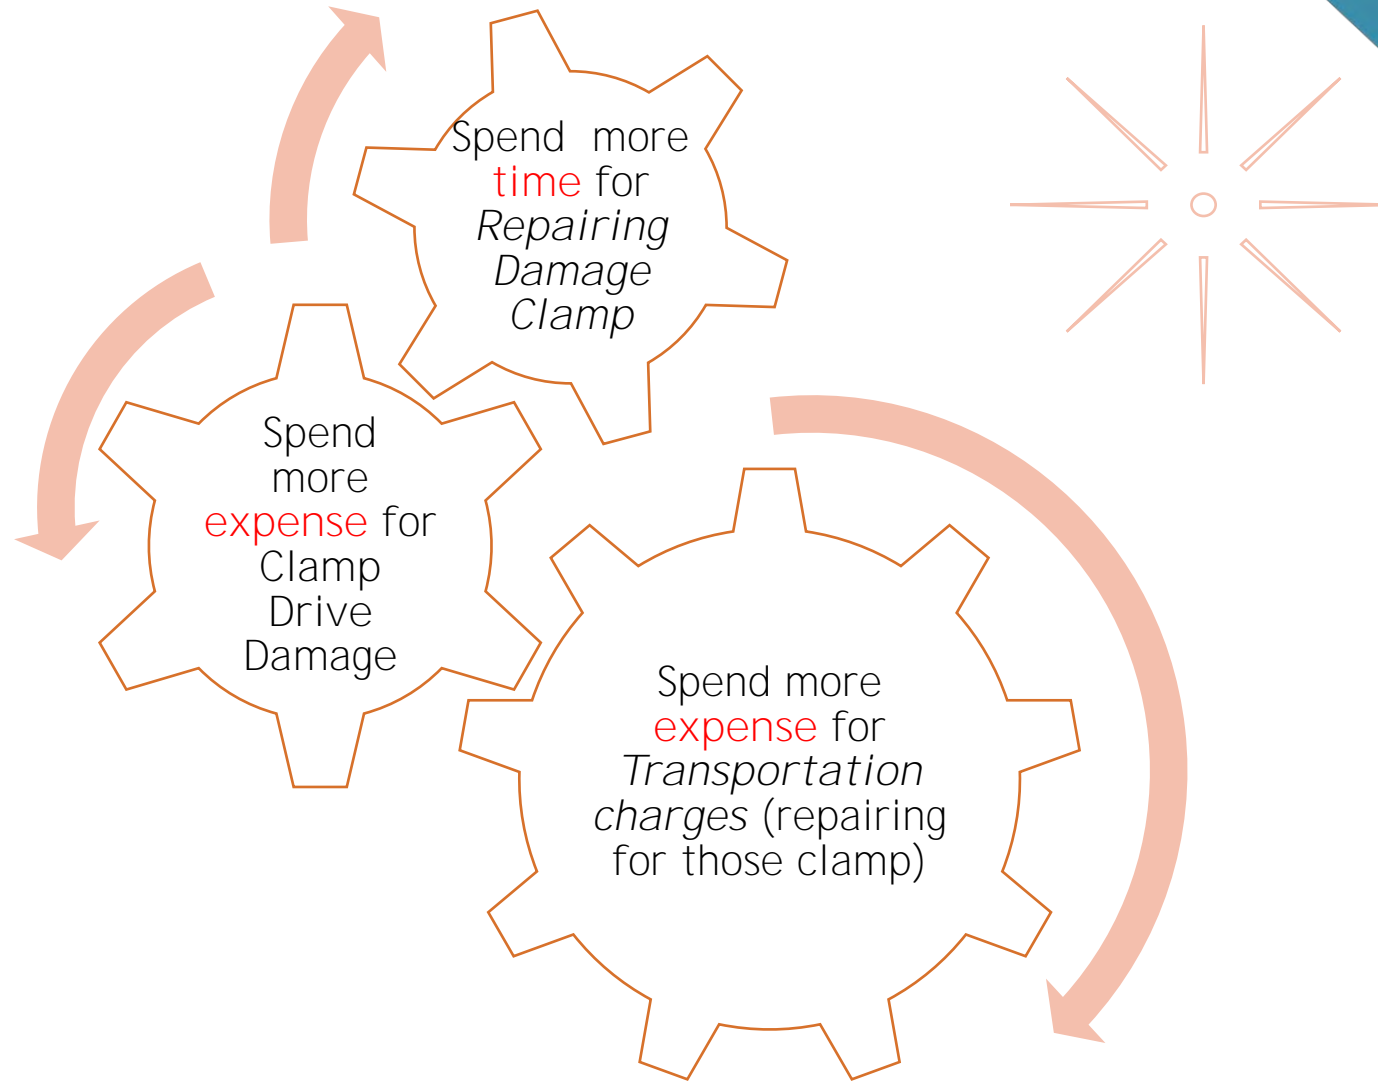 Spend more
time for
Repairing
Damage
Clamp
Spend
more
expense for
Clamp
Drive
Damage
Spend more
expense for
Transportation
charges (repairing
for those clamp)